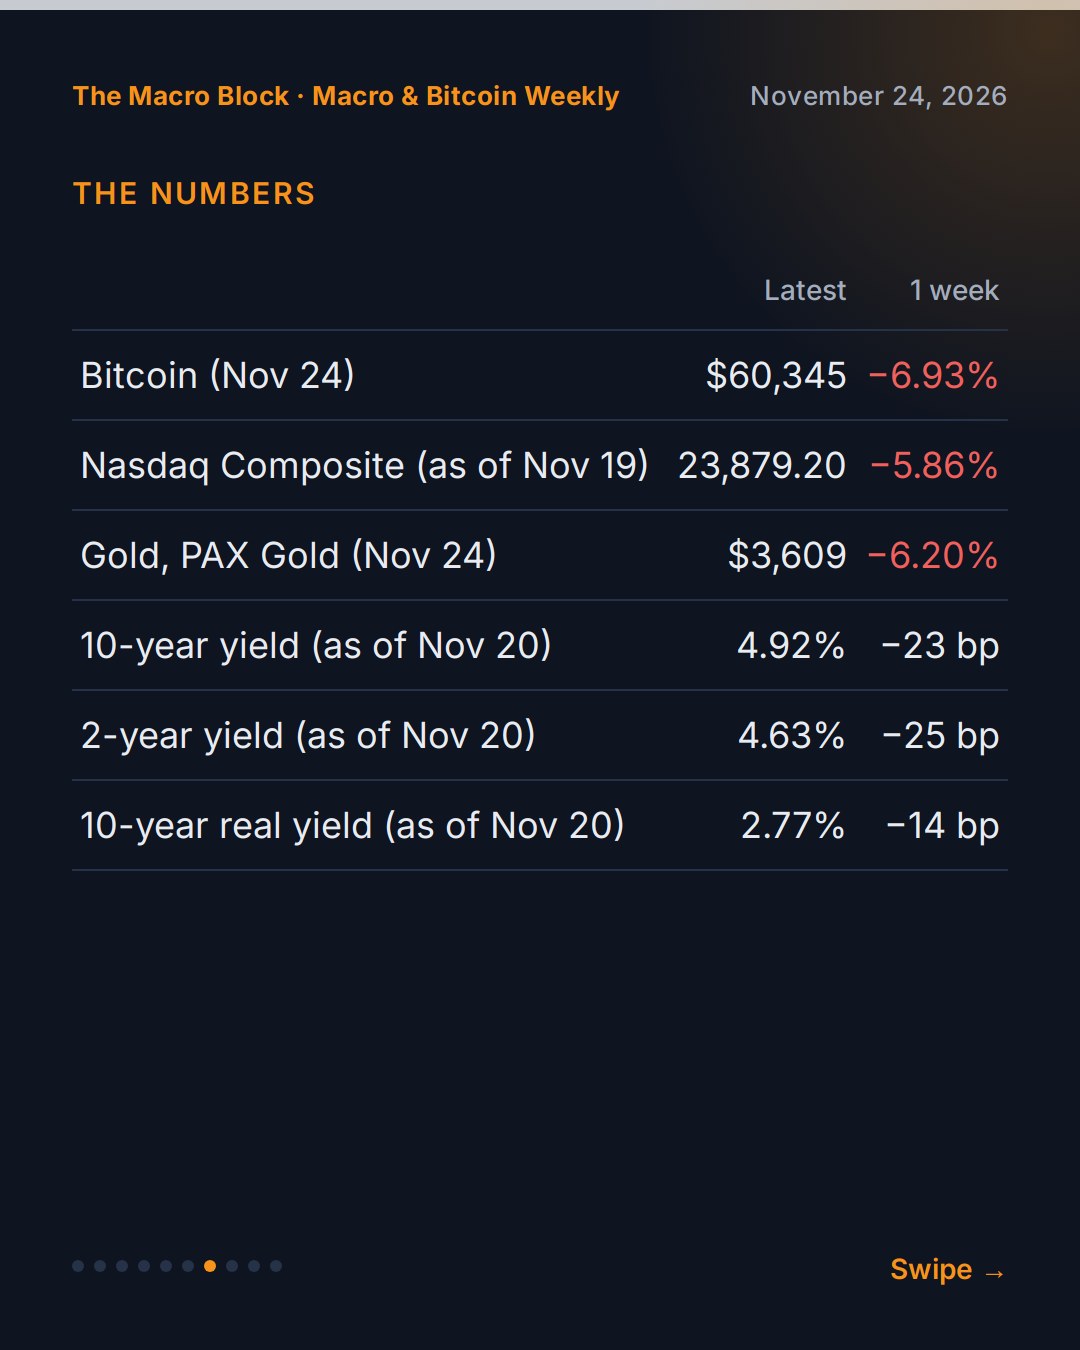 The Macro Block · Macro & Bitcoin Weekly November 24, 2026
THE NUMBERS
Latest 1 week
Bitcoin (Nov 24) $60,345 −6.93%
Nasdaq Composite (as of Nov 19) 23,879.20 −5.86%
Gold, PAX Gold (Nov 24) $3,609 −6.20%
10-year yield (as of Nov 20) 4.92% −23 bp
2-year yield (as of Nov 20) 4.63% −25 bp
10-year real yield (as of Nov 20) 2.77% −14 bp
Swipe →